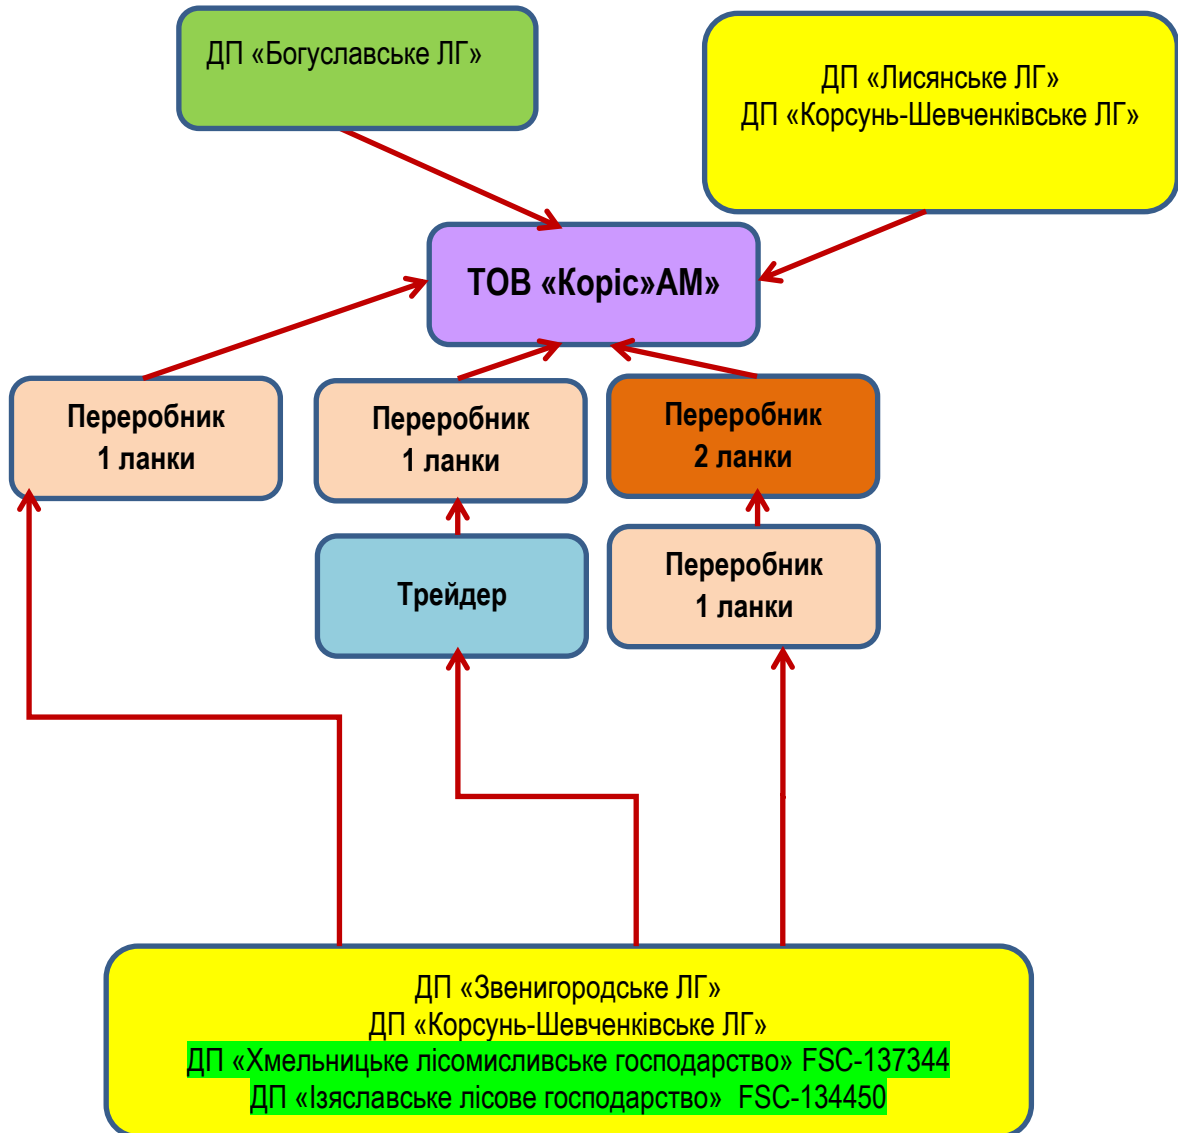 ДП «Богуславське ЛГ»
ДП «Лисянське ЛГ»
ДП «Корсунь-Шевченківське ЛГ»
ТОВ «Коріс»АМ»
Переробник
1 ланки
Переробник
1 ланки
Переробник
2 ланки
Трейдер
Переробник
1 ланки
ДП «Звенигородське ЛГ»
ДП «Корсунь-Шевченківське ЛГ»
ДП «Хмельницьке лісомисливське господарство» FSC-137344
ДП «Ізяславське лісове господарство» FSC-134450